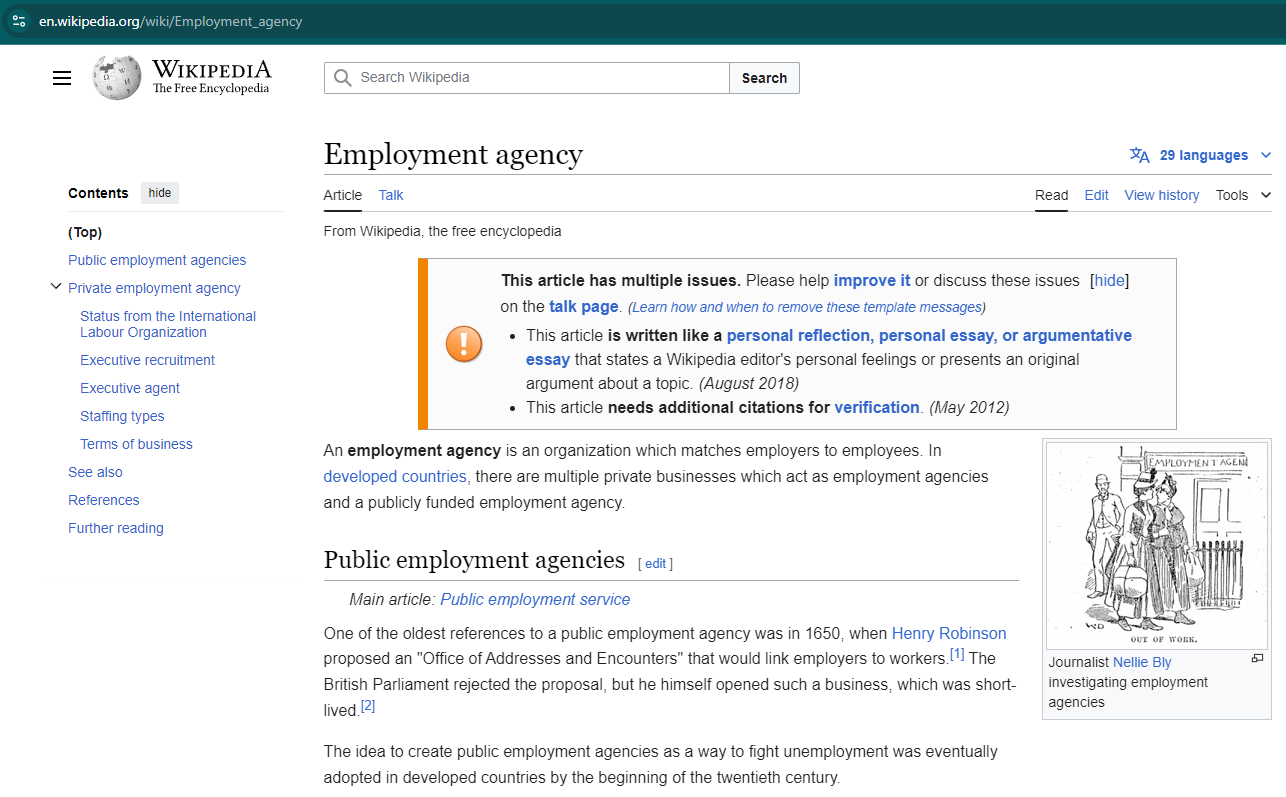 en.wikipedia.org/wiki/Employment_agency
WIKIPEDIA
The Free Encyclopedia
Search Wikipedia
Search
Employment agency
29 languages
Contents
hide
(Top)
Public employment agencies
Private employment agency
Status from the International
Labour Organization
Executive recruitment
Executive agent
Staffing types
Terms of business
See also
References
Further reading
Article
Talk
Read
Edit
View history
Tools
From Wikipedia, the free encyclopedia
This article has multiple issues. Please help improve it or discuss these issues [hide]
on the talk page. (Learn how and when to remove these template messages)
• This article is written like a personal reflection, personal essay, or argumentative
essay that states a Wikipedia editor's personal feelings or presents an original
argument about a topic. (August 2018)
• This article needs additional citations for verification. (May 2012)
An employment agency is an organization which matches employers to employees. In
developed countries, there are multiple private businesses which act as employment agencies
and a publicly funded employment agency.
EMPLOYMENT AGEN
W D
OUT OF WORK.
Journalist Nellie Bly
investigating employment
agencies
Public employment agencies [ edit ]
Main article: Public employment service
One of the oldest references to a public employment agency was in 1650, when Henry Robinson
proposed an "Office of Addresses and Encounters" that would link employers to workers.[1] The
British Parliament rejected the proposal, but he himself opened such a business, which was short-
lived.[2]
The idea to create public employment agencies as a way to fight unemployment was eventually
adopted in developed countries by the beginning of the twentieth century.